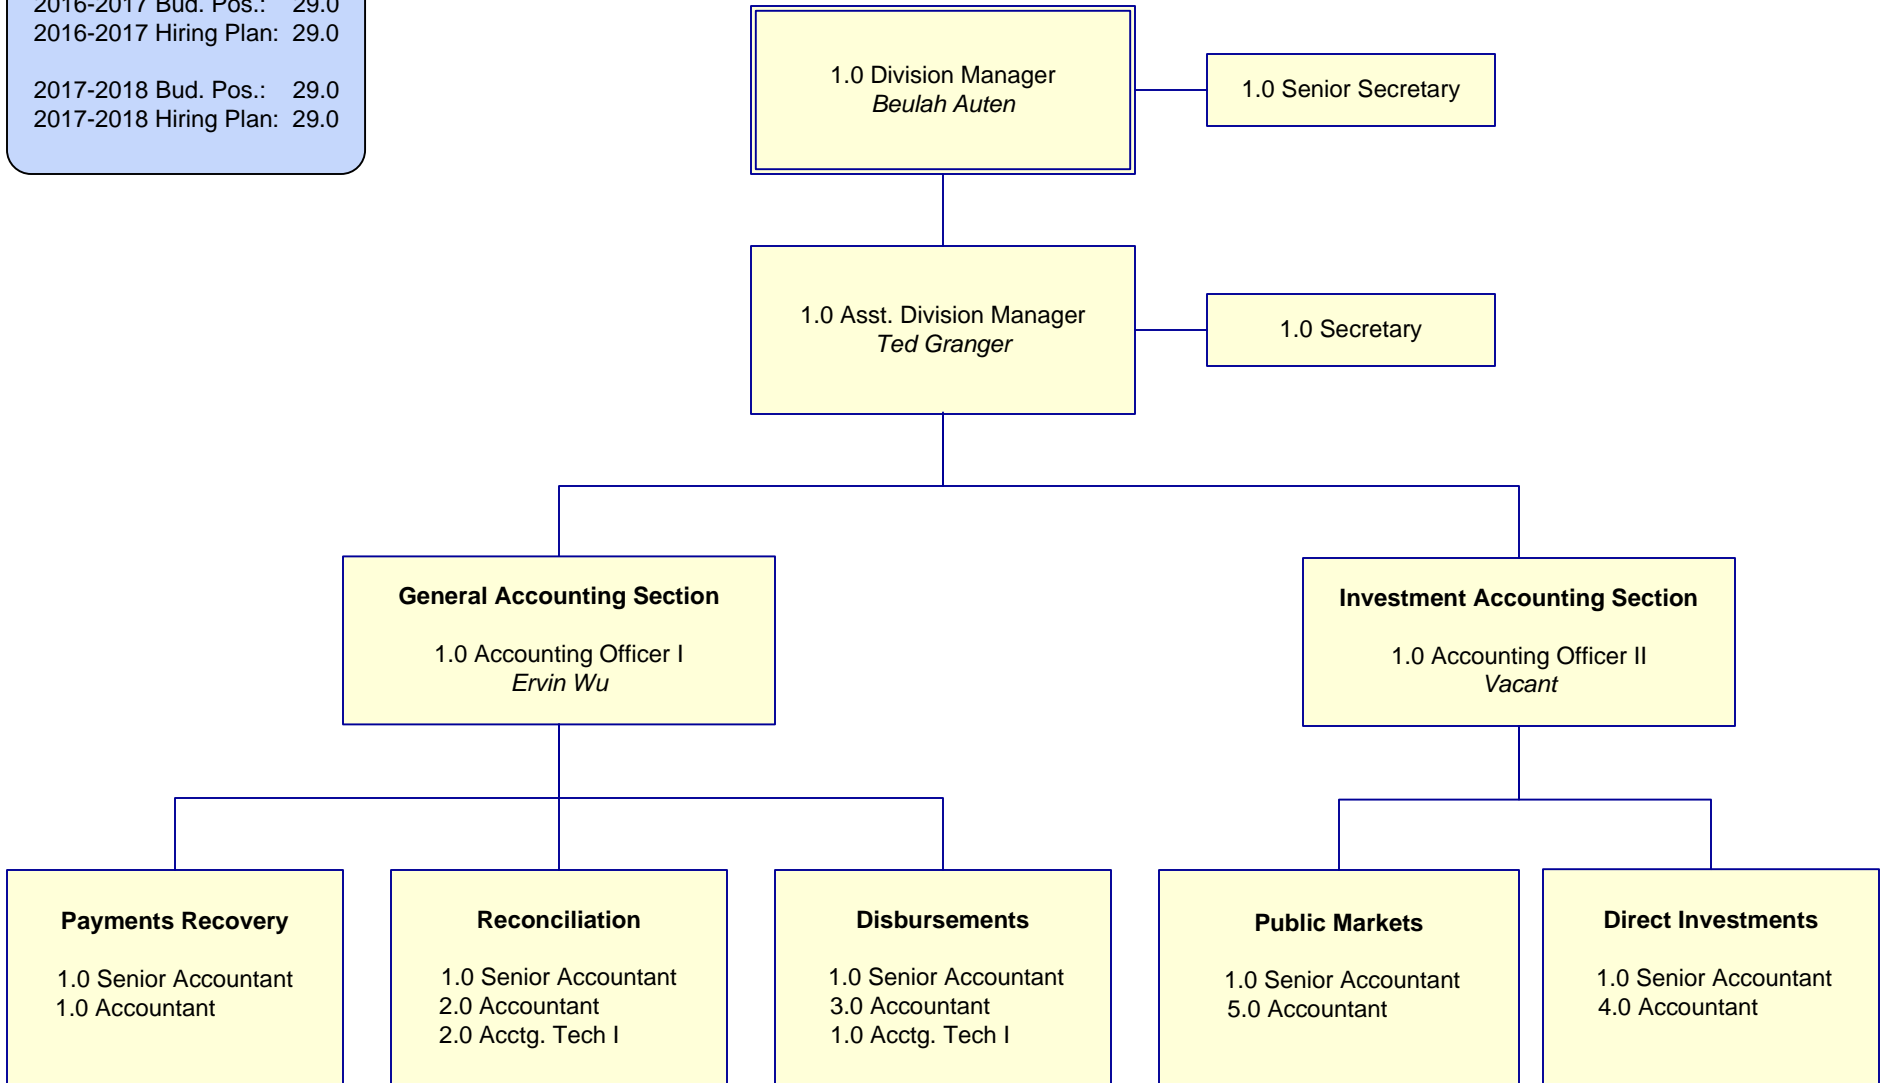 2016-2017 Bud. Pos.: 29.0
2016-2017 Hiring Plan: 29.0
2017-2018 Bud. Pos.: 29.0
2017-2018 Hiring Plan: 29.0
1.0 Division Manager
Beulah Auten
1.0 Senior Secretary
1.0 Asst. Division Manager
Ted Granger
1.0 Secretary
General Accounting Section
1.0 Accounting Officer I
Ervin Wu
Investment Accounting Section
1.0 Accounting Officer II
Vacant
Payments Recovery
1.0 Senior Accountant
1.0 Accountant
Reconciliation
1.0 Senior Accountant
2.0 Accountant
2.0 Acctg. Tech I
Disbursements
1.0 Senior Accountant
3.0 Accountant
1.0 Acctg. Tech I
Public Markets
1.0 Senior Accountant
5.0 Accountant
Direct Investments
1.0 Senior Accountant
4.0 Accountant